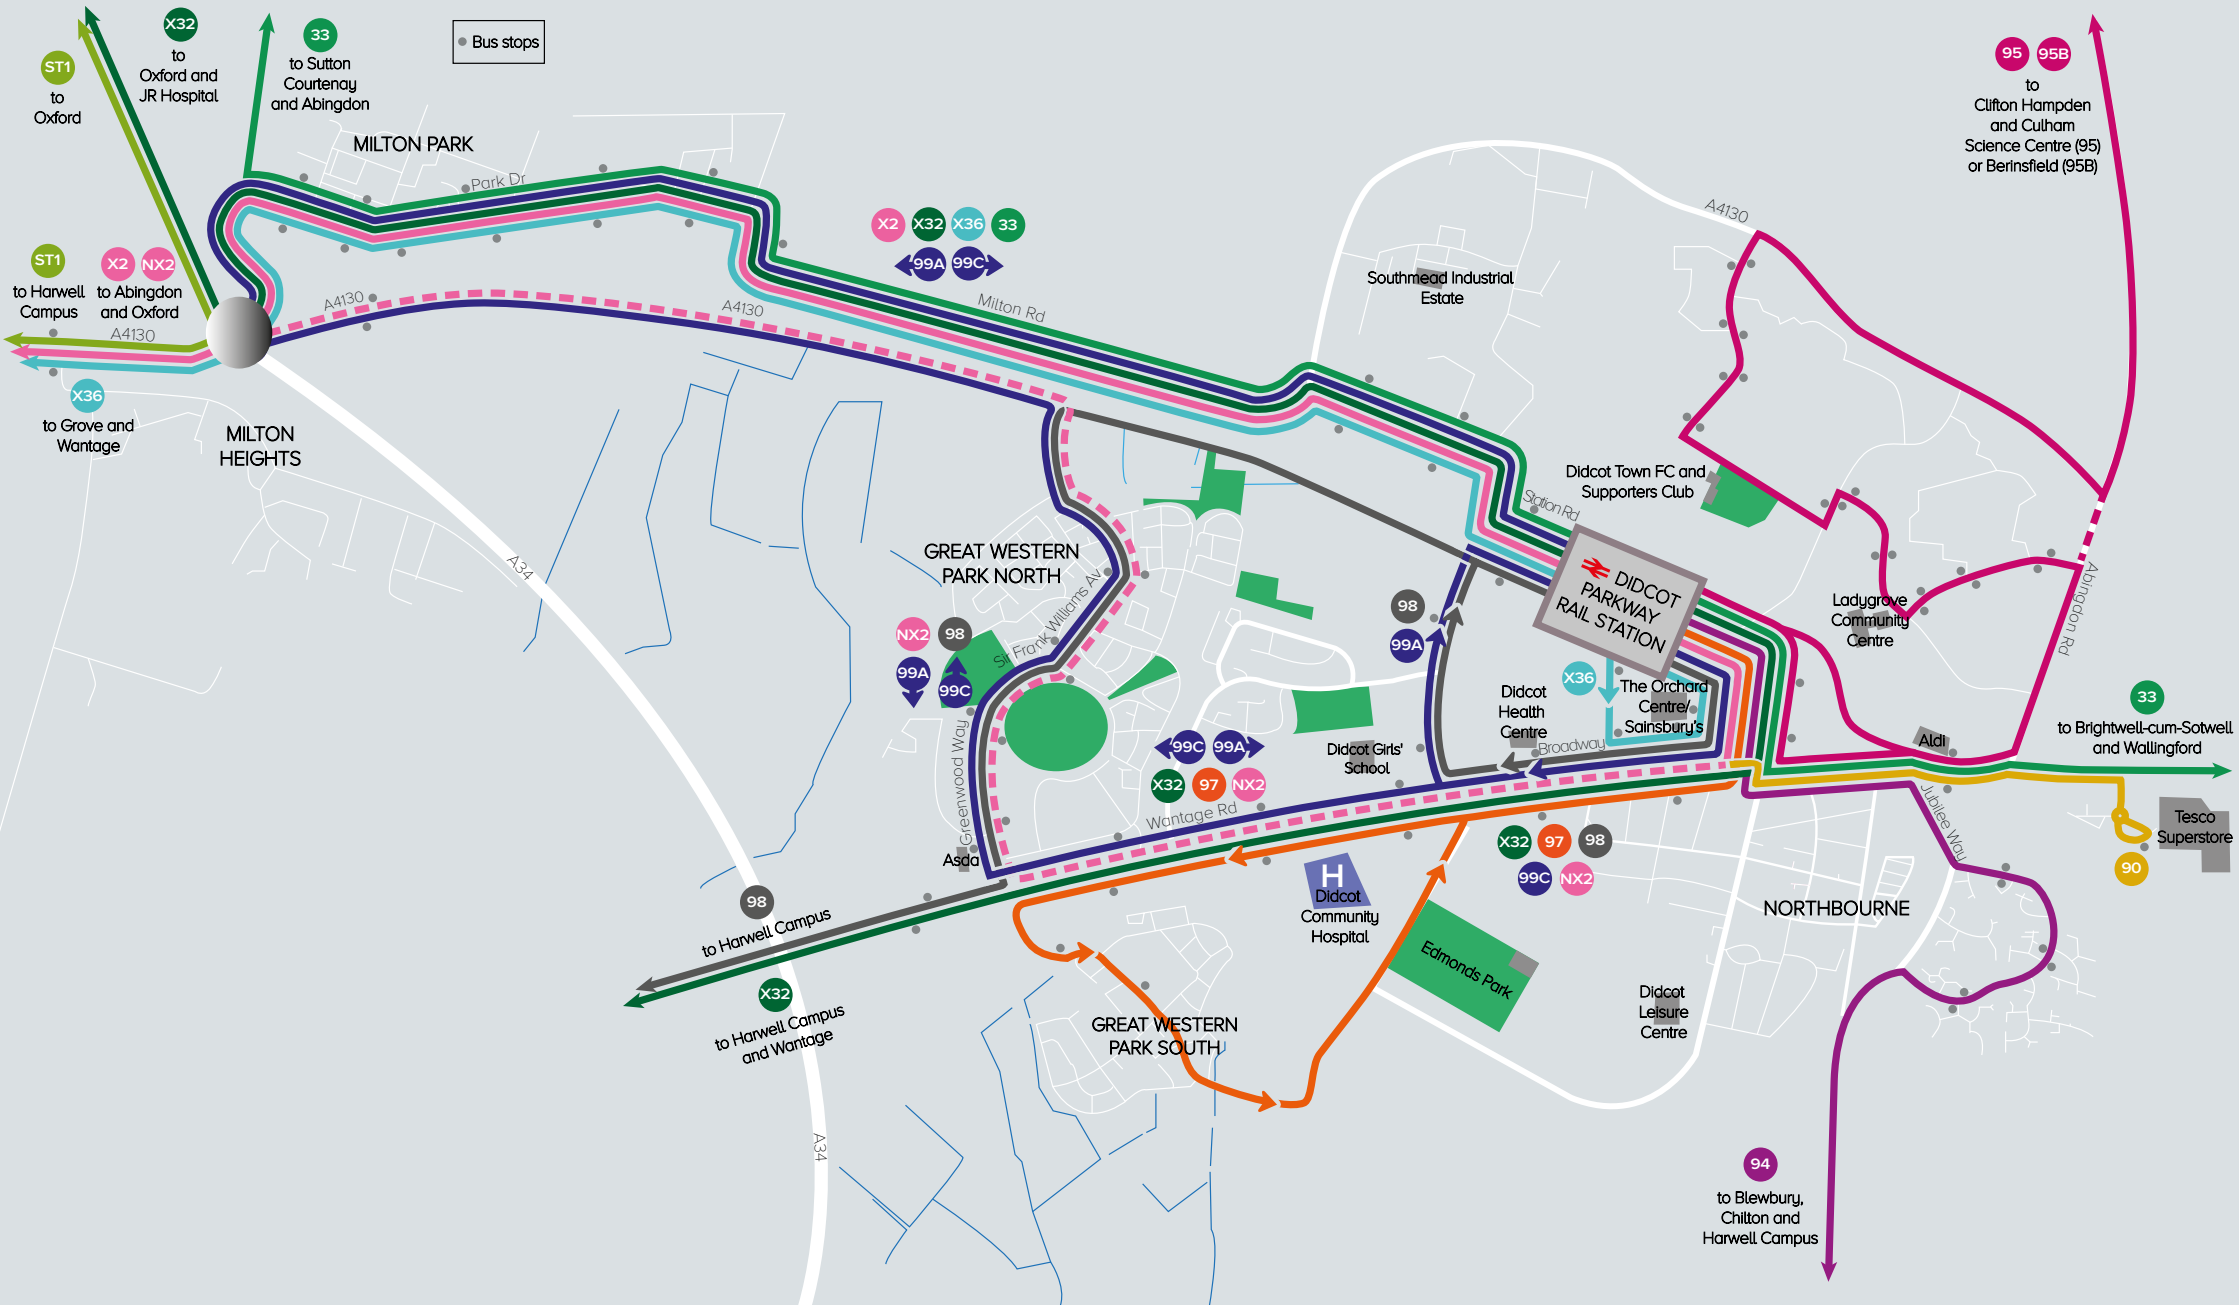 X32
to
Oxford and
JR Hospital
33
to Sutton
Courtenay
and Abingdon
Bus stops
ST1
to
Oxford
MILTON PARK
Park Dr
95 95B
to
Clifton Hampden
and Culham
Science Centre (95)
or Berinsfield (95B)
X2 X32 X36 33
99A 99C
A4130
ST1
to Harwell
Campus
X2 NX2
to Abingdon
and Oxford
A4130
A4130
A4130
Milton Rd
Southmead Industrial
Estate
X36
to Grove and
Wantage
MILTON
HEIGHTS
A34
Didcot Town FC and
Supporters Club
Station Rd
DIDCOT
PARKWAY
RAIL STATION
GREAT WESTERN
PARK NORTH
Sir Frank Williams Av
NX2 98
99A
99C
Greenwood Way
98
99A
Ladygrove
Community
Centre
Abingdon Rd
X36
The Orchard
Centre/
Sainsbury's
Didcot
Health
Centre
Broadway
Didcot Girls'
School
99C 99A
X32 97 NX2
Wantage Rd
Aldi
33
to Brightwell-cum-Sotwell
and Wallingford
Jubilee Way
Tesco
Superstore
90
Asda
X32 97 98
99C NX2
H
Didcot
Community
Hospital
Edmonds Park
NORTHBOURNE
98
to Harwell Campus
X32
to Harwell Campus
and Wantage
GREAT WESTERN
PARK SOUTH
Didcot
Leisure
Centre
A34
94
to Blewbury,
Chilton and
Harwell Campus